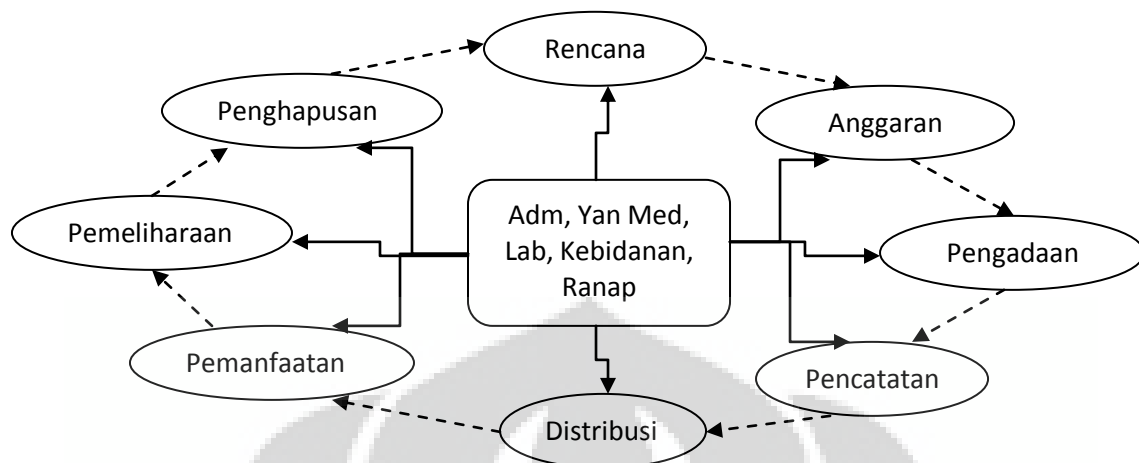 Rencana
Penghapusan
Anggaran
Adm, Yan Med,
Lab, Kebidanan,
Ranap
Pemeliharaan
Pengadaan
Pemanfaatan
Pencatatan
Distribusi